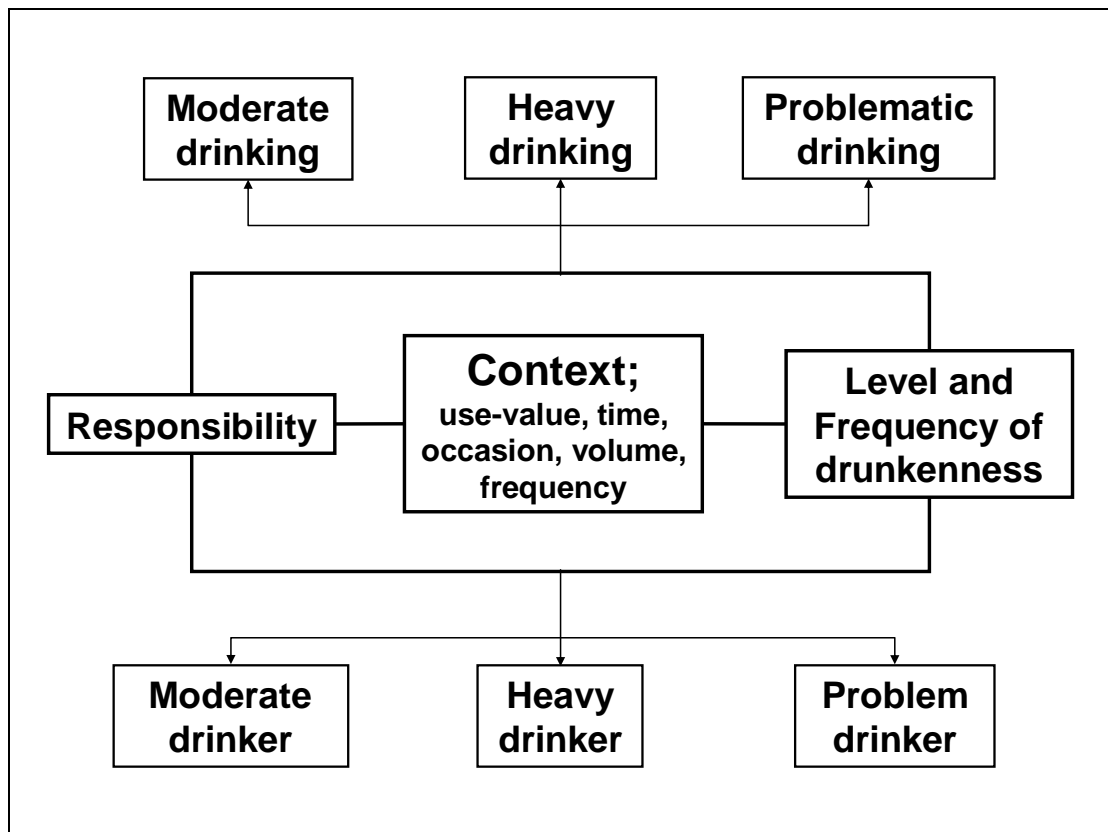 Moderate
drinking
Heavy
drinking
Problematic
drinking
Responsibility
Context;
use-value, time,
occasion, volume,
frequency
Level and
Frequency of
drunkenness
Moderate
drinker
Heavy
drinker
Problem
drinker